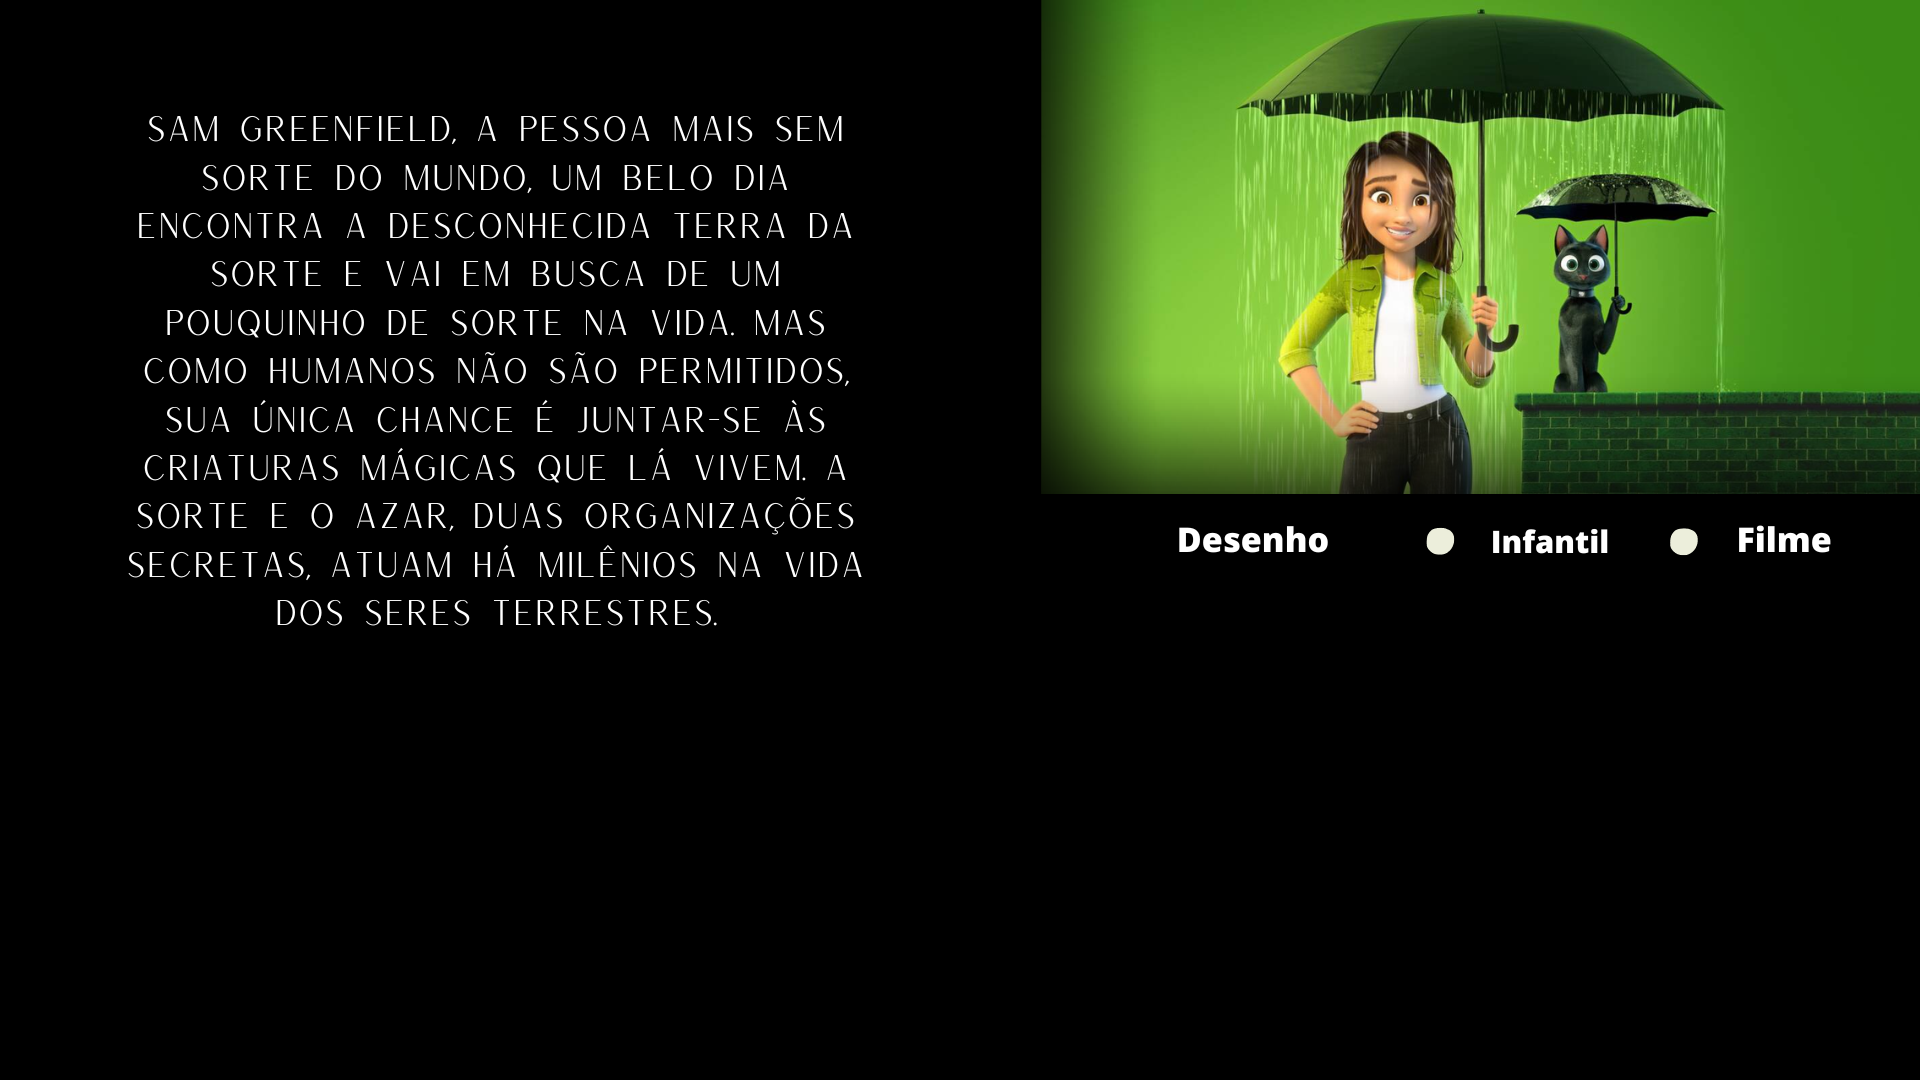 SAM GREENFIELD, A PESSOA MAIS SEM
SORTE DO MUNDO, UM BELO DIA
ENCONTRA A DESCONHECIDA TERRA DA
SORTE E VAI EM BUSCA DE UM
POUQUINHO DE SORTE NA VIDA. MAS
COMO HUMANOS NÃO SÃO PERMITIDOS,
SUA ÚNICA CHANCE É JUNTAR-SE ÀS
CRIATURAS MÁGICAS QUE LÁ VIVEM. A
SORTE E O AZAR, DUAS ORGANIZAÇÕES
SECRETAS, ATUAM HÁ MILÊNIOS NA VIDA
DOS SERES TERRESTRES.
Desenho Infantil Filme